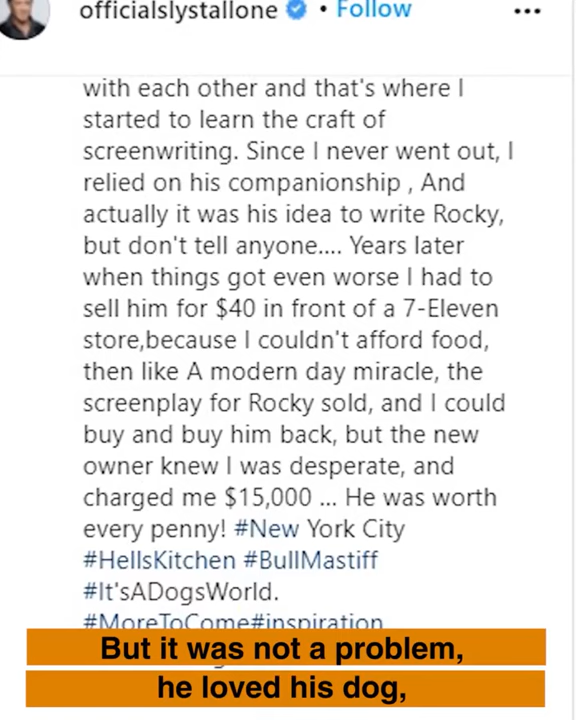 officialslystallone • Follow
with each other and that's where I
started to learn the craft of
screenwriting. Since I never went out, I
relied on his companionship , And
actually it was his idea to write Rocky,
but don't tell anyone.... Years later
when things got even worse I had to
sell him for $40 in front of a 7-Eleven
store,because I couldn't afford food,
then like A modern day miracle, the
screenplay for Rocky sold, and I could
buy and buy him back, but the new
owner knew I was desperate, and
charged me $15,000 ... He was worth
every penny! #New York City
#HellsKitchen #BullMastiff
#It'sADogsWorld.
#MoreToCome#inspiration
But it was not a problem,
he loved his dog,